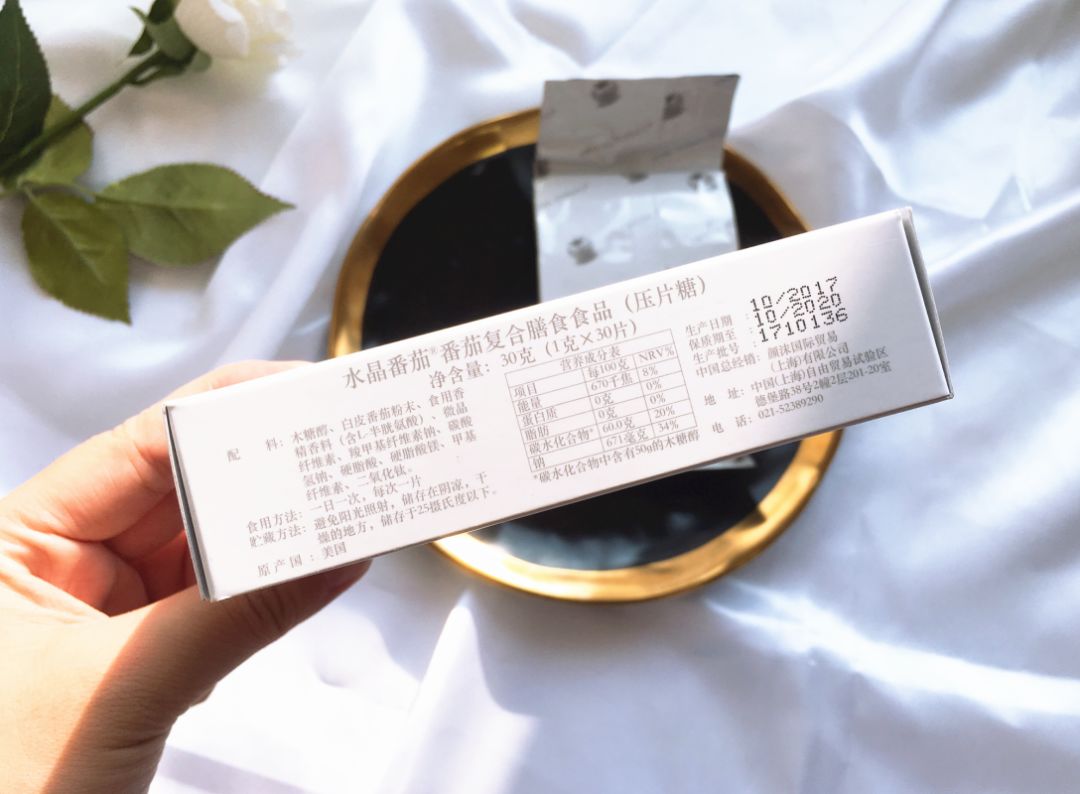 水晶番茄®番茄复合膳食食品（压片糖）
净含量：30克（1克×30片）
配 料：木糖醇、白皮番茄粉末、食用香
精香料（含L-半胱氨酸）、微晶
纤维素、羧甲基纤维素钠、碳酸
氢钠、硬脂酸、硬脂酸镁、甲基
纤维素、二氧化钛。
食用方法：一日一次，每次一片
贮藏方法：避免阳光照射，储存在阴凉，干
燥的地方，储存于25摄氏度以下。
原产国：美国
营养成分表
项目 每100克 NRV%
能量 670千焦 8%
蛋白质 0克 0%
脂肪 0克 0%
碳水化合物* 60.0克 20%
钠 671毫克 34%
*碳水化合物中含有50g的木糖醇
生产日期：10/2017
保质期至：10/2020
生产批号：1710136
中国总经销：颜沫国际贸易
（上海)有限公司
地 址：中国(上海)自由贸易试验区
德堡路38号2幢2层201-20室
电 话：021-52389290